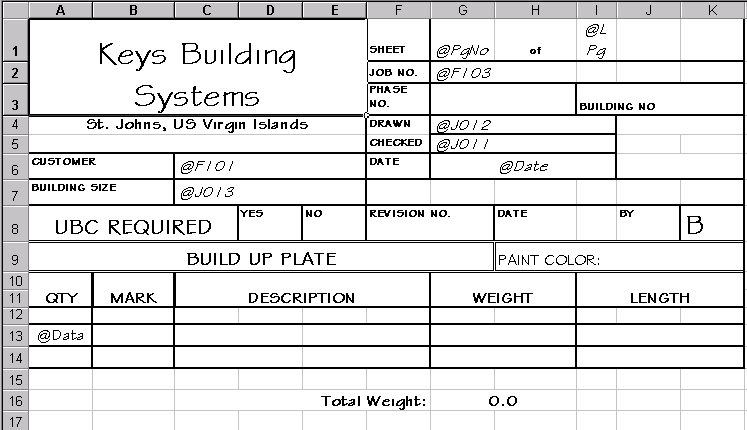 A B C D E F G H I J K
1 Keys Building SHEET @PgNo of @L
Pg
2 Systems JOB NO. @F103
3 PHASE
NO. BUILDING NO
4 St. Johns, US Virgin Islands DRAWN @J012
5 CHECKED @J011
6 CUSTOMER @F101 DATE @Date
7 BUILDING SIZE @J013
8 UBC REQUIRED YES NO REVISION NO. DATE BY B
9 BUILD UP PLATE PAINT COLOR:
10
11 QTY MARK DESCRIPTION WEIGHT LENGTH
12
13 @Data
14
15
16 Total Weight: 0.0
17